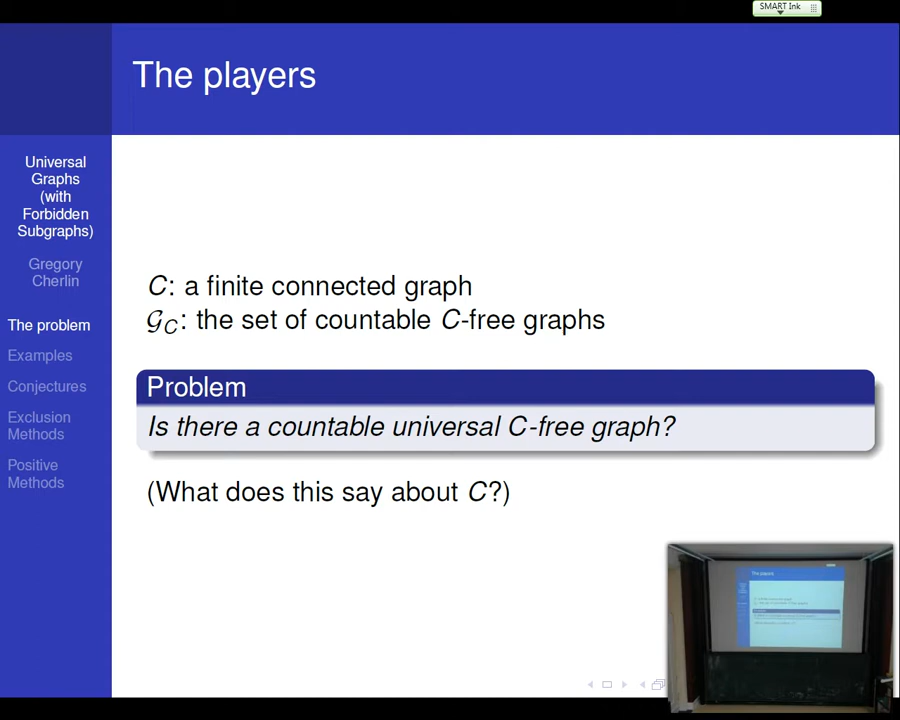 SMART Ink
The players
Universal
Graphs
(with
Forbidden
Subgraphs)
Gregory
Cherlin
The problem
Examples
Conjectures
Exclusion
Methods
Positive
Methods
C: a finite connected graph
𝒢_C: the set of countable C-free graphs
Problem
Is there a countable universal C-free graph?
(What does this say about C?)
The players